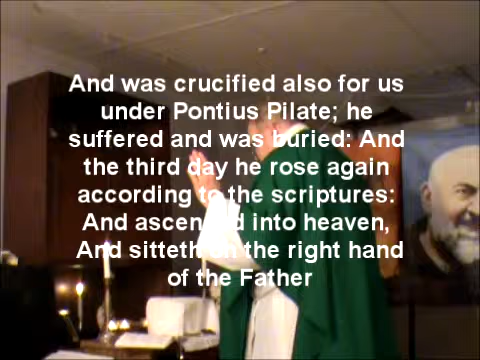 And was crucified also for us
under Pontius Pilate; he
suffered and was buried: And
the third day he rose again
according to the scriptures:
And ascended into heaven,
And sitteth on the right hand
of the Father